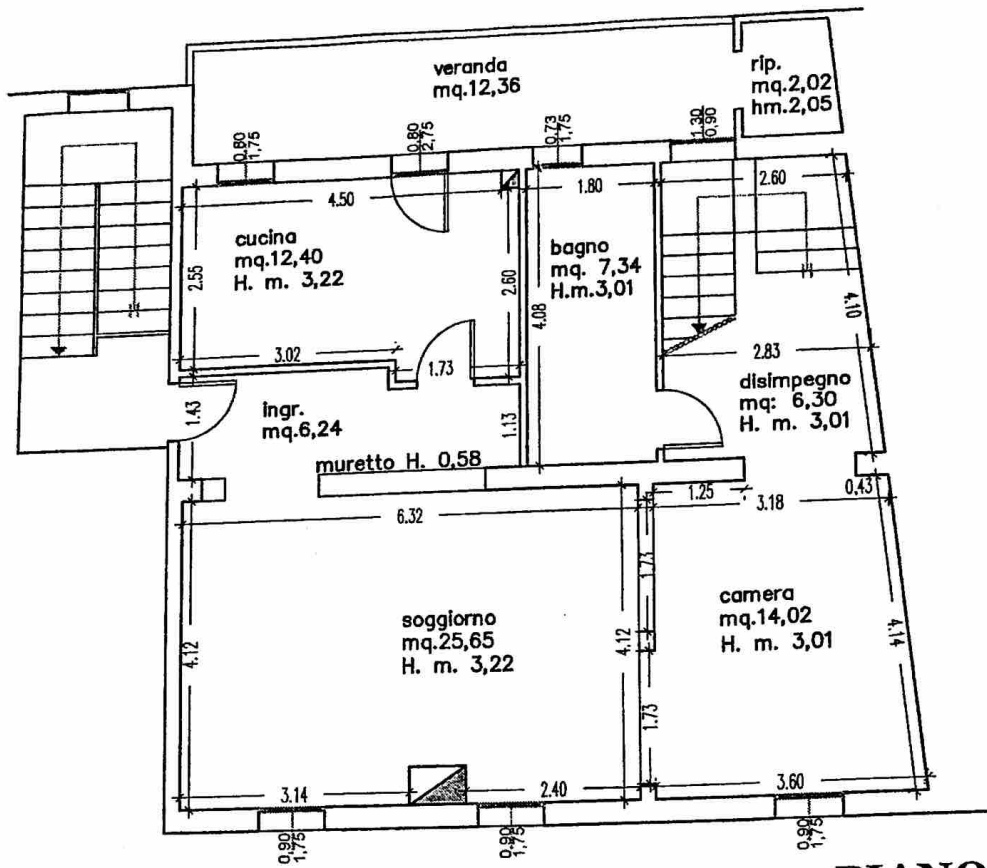 veranda
mq.12,36
rip.
mq.2,02
hm.2,05
0.80
1,75
0.80
2,75
0.73
1,75
1.30
0,90
4.50
1.80
2.60
cucina
mq.12,40
H. m. 3,22
bagno
mq. 7,34
H.m.3,01
2.55
2.60
4.08
4.10
3.02
1.73
2.83
disimpegno
mq: 6,30
H. m. 3,01
ingr.
mq.6,24
1.43
1.13
muretto H. 0,58
1.25
0,43
6.32
3.18
1.73
camera
mq.14,02
H. m. 3,01
soggiorno
mq.25,65
H. m. 3,22
4.12
4.12
4.14
1.73
3.14
2.40
3.60
0,90
1,75
0,90
1,75
0,90
1,75
PIANO